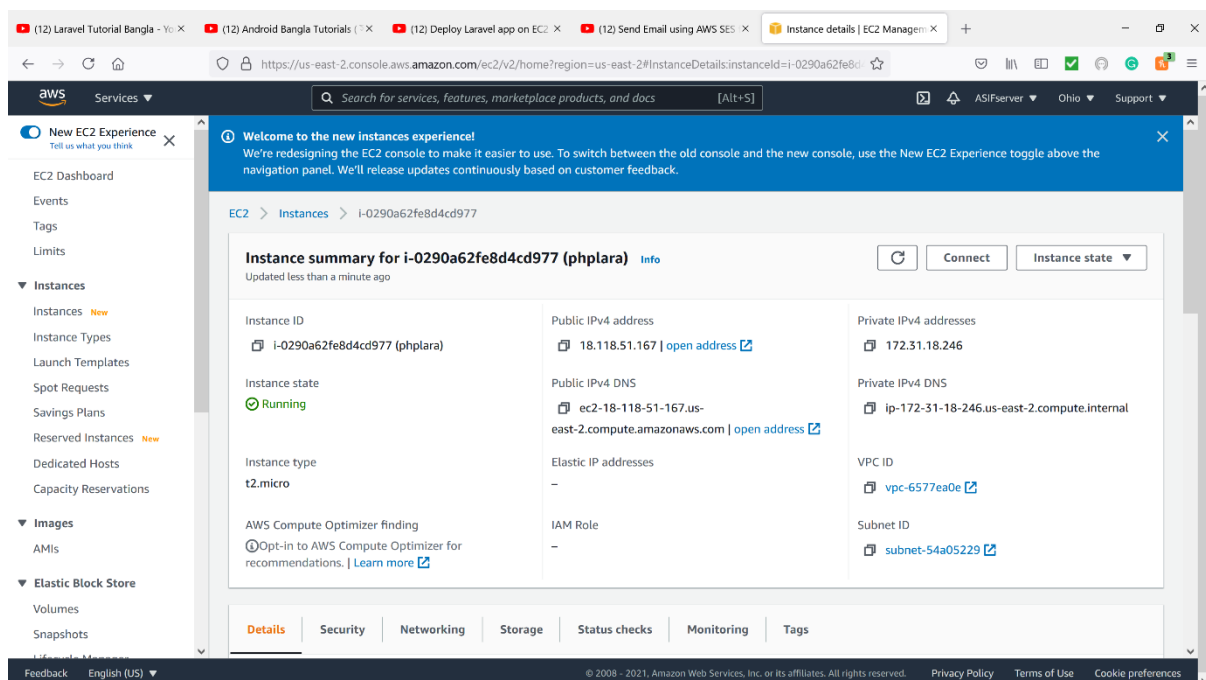 (12) Laravel Tutorial Bangla - Yo
(12) Android Bangla Tutorials (
(12) Deploy Laravel app on EC2
(12) Send Email using AWS SES
Instance details | EC2 Managem
https://us-east-2.console.aws.amazon.com/ec2/v2/home?region=us-east-2#InstanceDetails:instanceId=i-0290a62fe8d
3
aws
Services
Search for services, features, marketplace products, and docs [Alt+S]
ASIFserver
Ohio
Support
New EC2 Experience
Tell us what you think
EC2 Dashboard
Events
Tags
Limits
Instances
Instances New
Instance Types
Launch Templates
Spot Requests
Savings Plans
Reserved Instances New
Dedicated Hosts
Capacity Reservations
Images
AMIs
Elastic Block Store
Volumes
Snapshots
Welcome to the new instances experience!
We're redesigning the EC2 console to make it easier to use. To switch between the old console and the new console, use the New EC2 Experience toggle above the
navigation panel. We'll release updates continuously based on customer feedback.
EC2 > Instances > i-0290a62fe8d4cd977
Instance summary for i-0290a62fe8d4cd977 (phplara) Info
Updated less than a minute ago
Connect
Instance state
Instance ID
i-0290a62fe8d4cd977 (phplara)
Public IPv4 address
18.118.51.167 | open address
Private IPv4 addresses
172.31.18.246
Instance state
Running
Public IPv4 DNS
ec2-18-118-51-167.us-
east-2.compute.amazonaws.com | open address
Private IPv4 DNS
ip-172-31-18-246.us-east-2.compute.internal
Instance type
t2.micro
Elastic IP addresses
–
VPC ID
vpc-6577ea0e
AWS Compute Optimizer finding
Opt-in to AWS Compute Optimizer for
recommendations. | Learn more
IAM Role
–
Subnet ID
subnet-54a05229
Details
Security
Networking
Storage
Status checks
Monitoring
Tags
Feedback
English (US)
© 2008 - 2021, Amazon Web Services, Inc. or its affiliates. All rights reserved.
Privacy Policy
Terms of Use
Cookie preferences